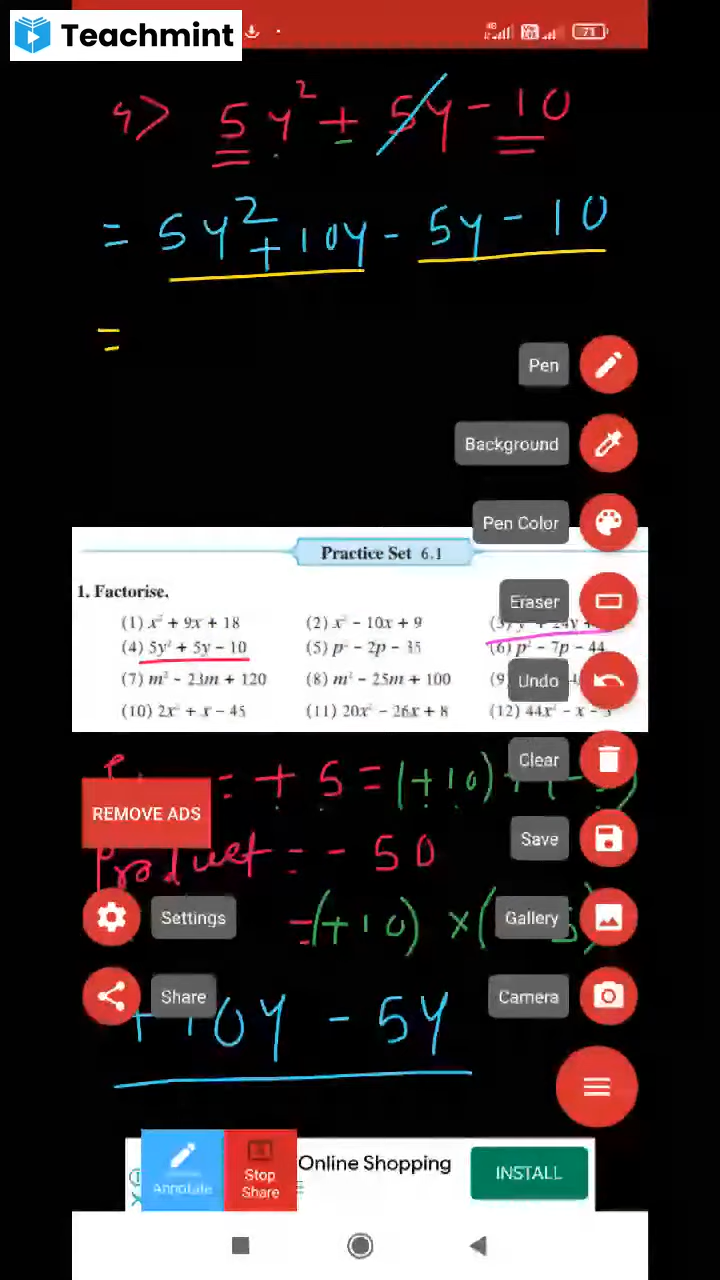 Teachmint
71
4> 5y² + 5y - 10
= 5y² + 10y - 5y - 10
=
Pen
Background
Pen Color
Practice Set 6.1
1. Factorise.
Eraser
(1) x² + 9x + 18 (2) x² - 10x + 9
(4) 5y² + 5y - 10 (5) p² - 2p - 35 (6) p² - 7p - 44
Undo
(7) m² - 23m + 120 (8) m² - 25m + 100
(10) 2x² + x - 45 (11) 20x² - 26x + 8 (12) 44x² - x - 3
Clear
= + 5 = (+10)
REMOVE ADS
Save
Product = - 50
Settings
= (+10) × (
Gallery
Share
Camera
+ 10y - 5y
Annotate
Stop Share
Online Shopping
INSTALL